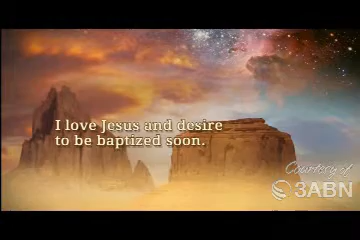 I love Jesus and desire
to be baptized soon.
Courtesy of
3ABN